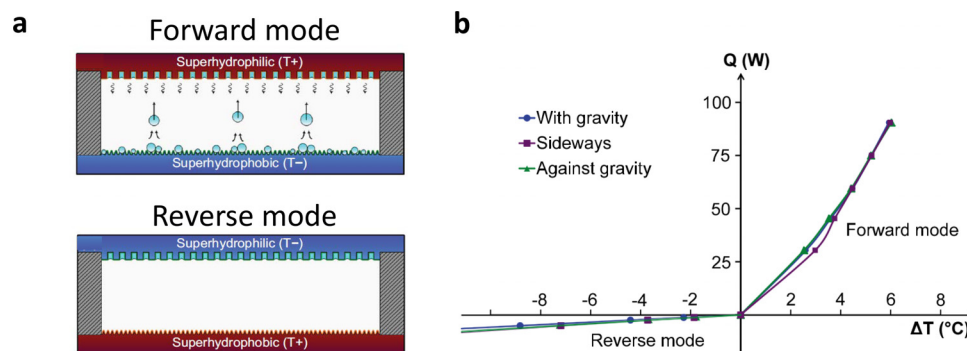 a
Forward mode
Superhydrophilic (T+)
Superhydrophobic (T−)
Reverse mode
Superhydrophilic (T−)
Superhydrophobic (T+)
b
Q (W)
100
75
50
25
With gravity
Sideways
Against gravity
Forward mode
-8 -6 -4 -2
0 2 4 6 8
ΔT (°C)
Reverse mode